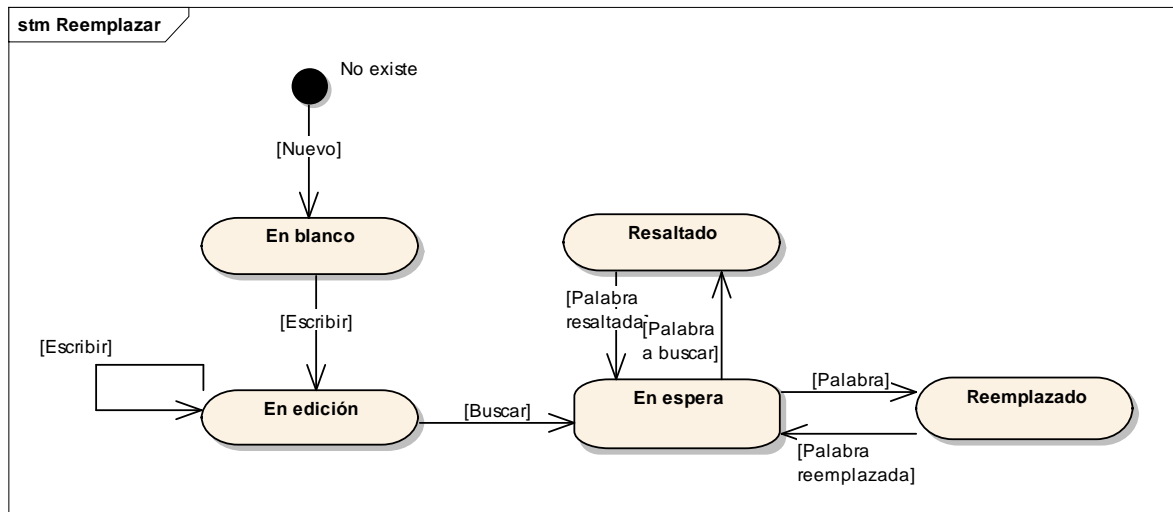 stm Reemplazar
No existe
[Nuevo]
En blanco
Resaltado
[Palabra
resaltada]
[Palabra
a buscar]
[Escribir]
[Escribir]
En edición
[Buscar]
En espera
[Palabra]
Reemplazado
[Palabra
reemplazada]